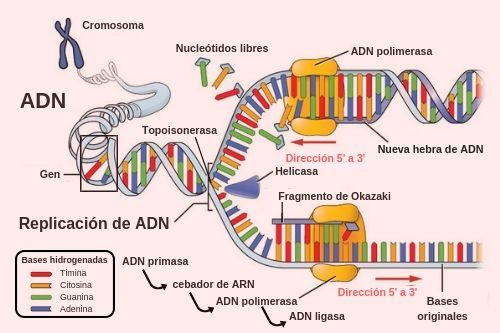 Cromosoma
Nucleótidos libres
ADN polimerasa
ADN
Topoisonerasa
Nueva hebra de ADN
Dirección 5' a 3'
Gen
Helicasa
Fragmento de Okazaki
Replicación de ADN
Bases hidrogenadas
Timina
Citosina
Guanina
Adenina
ADN primasa
cebador de ARN
ADN polimerasa
ADN ligasa
Dirección 5' a 3'
Bases
originales